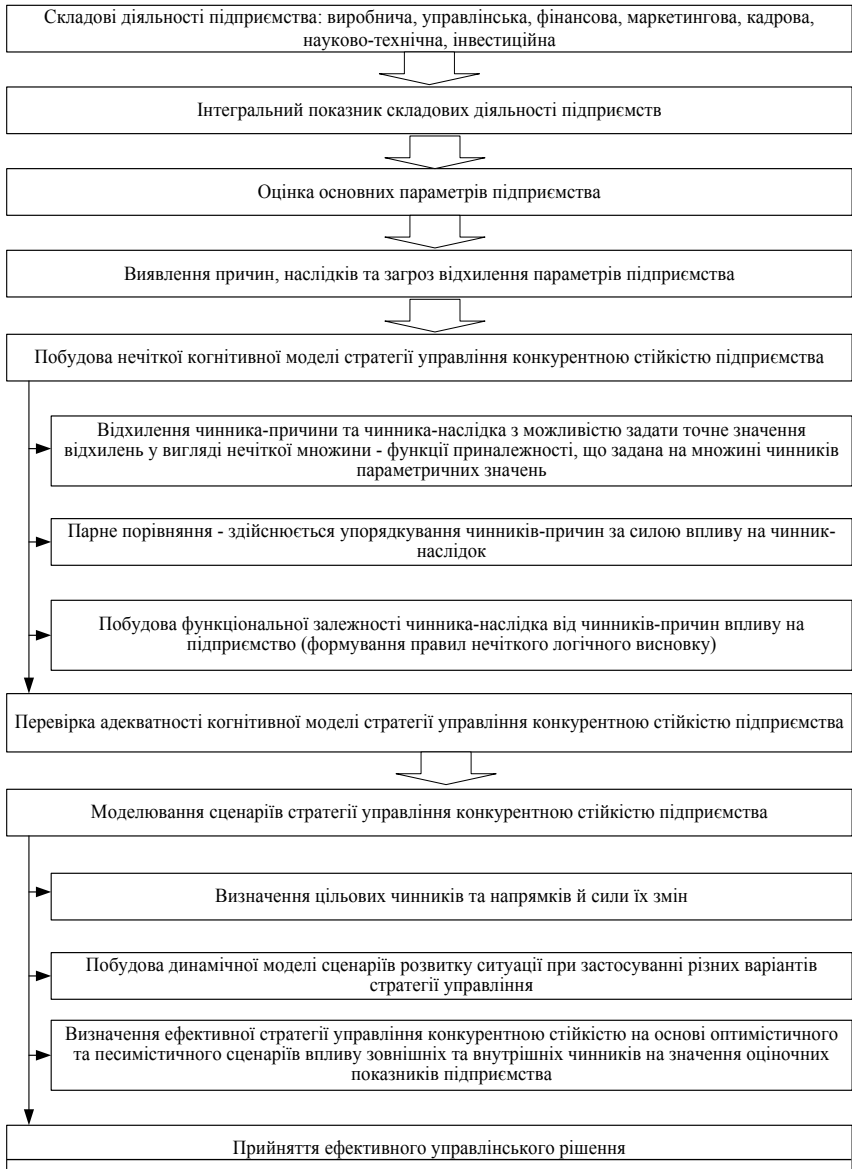 Складові діяльності підприємства: виробнича, управлінська, фінансова, маркетингова, кадрова,
науково-технічна, інвестиційна
Інтегральний показник складових діяльності підприємств
Оцінка основних параметрів підприємства
Виявлення причин, наслідків та загроз відхилення параметрів підприємства
Побудова нечіткої когнітивної моделі стратегії управління конкурентною стійкістю підприємства
Відхилення чинника-причини та чинника-наслідка з можливістю задати точне значення
відхилень у вигляді нечіткої множини - функції приналежності, що задана на множині чинників
параметричних значень
Парне порівняння - здійснюється упорядкування чинників-причин за силою впливу на чинник-
наслідок
Побудова функціональної залежності чинника-наслідка від чинників-причин впливу на
підприємство (формування правил нечіткого логічного висновку)
Перевірка адекватності когнітивної моделі стратегії управління конкурентною стійкістю підприємства
Моделювання сценаріїв стратегії управління конкурентною стійкістю підприємства
Визначення цільових чинників та напрямків й сили їх змін
Побудова динамічної моделі сценаріїв розвитку ситуації при застосуванні різних варіантів
стратегії управління
Визначення ефективної стратегії управління конкурентною стійкістю на основі оптимістичного
та песимістичного сценаріїв впливу зовнішніх та внутрішніх чинників на значення оціночних
показників підприємства
Прийняття ефективного управлінського рішення